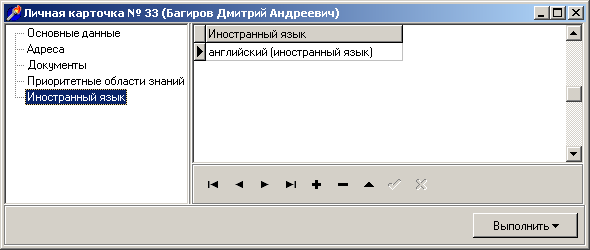 Личная карточка № 33 (Багиров Дмитрий Андреевич)
Основные данные
Адреса
Документы
Приоритетные области знаний
Иностранный язык
Иностранный язык
английский (иностранный язык)
Выполнить